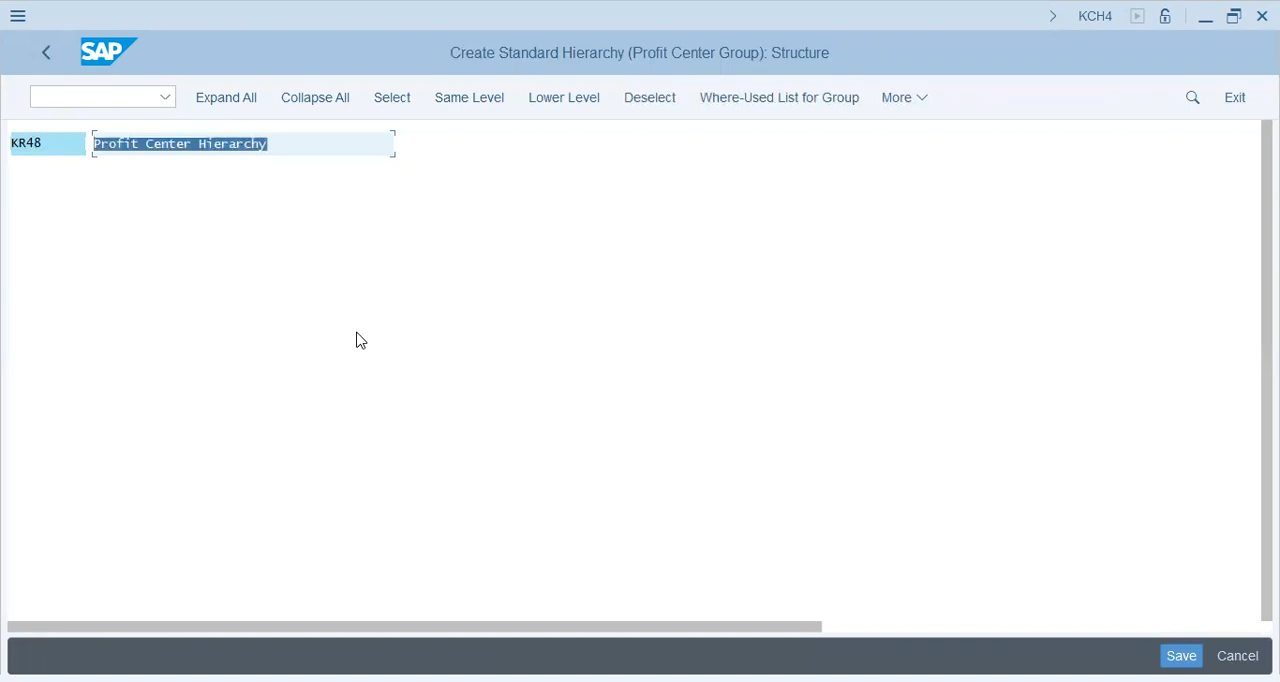 KCH4
SAP Create Standard Hierarchy (Profit Center Group): Structure
Expand All Collapse All Select Same Level Lower Level Deselect Where-Used List for Group More Exit
KR48 Profit Center Hierarchy
Save Cancel